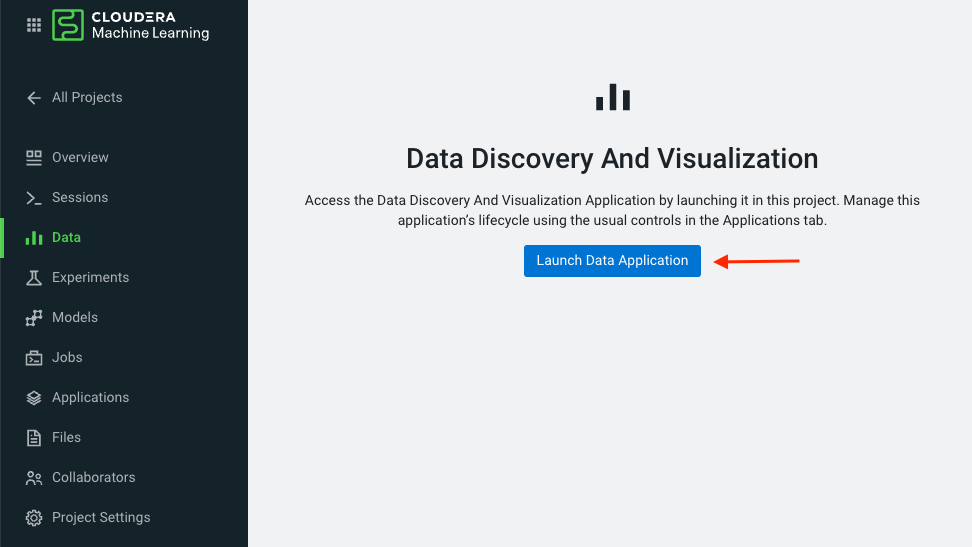 CLOUDERA
Machine Learning
All Projects
Overview
Sessions
Data
Experiments
Models
Jobs
Applications
Files
Collaborators
Project Settings
Data Discovery And Visualization
Access the Data Discovery And Visualization Application by launching it in this project. Manage this
application’s lifecycle using the usual controls in the Applications tab.
Launch Data Application